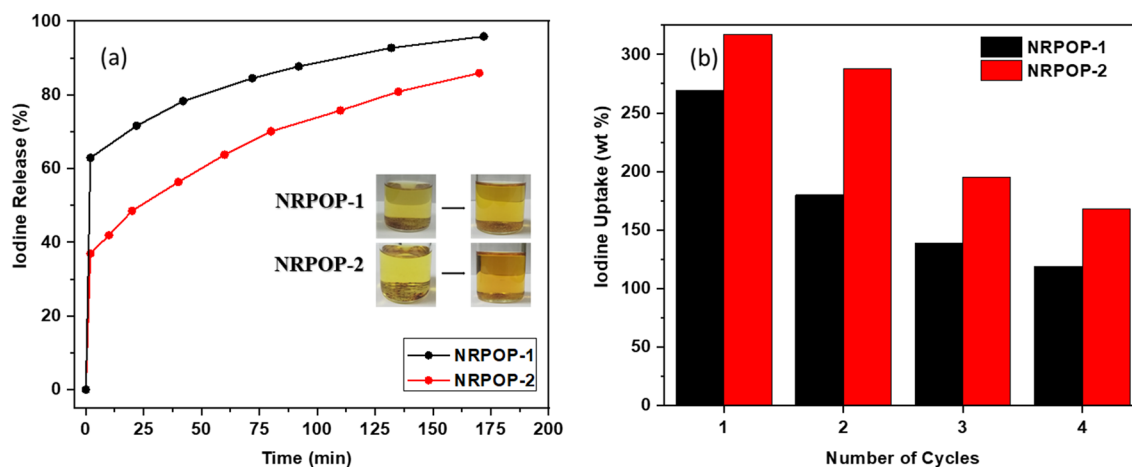 (a)
100
80
60
40
20
0
Iodine Release (%)
0 25 50 75 100 125 150 175 200
Time (min)
NRPOP-1
NRPOP-2
NRPOP-1
NRPOP-2
(b)
300
250
200
150
100
50
0
Iodine Uptake (wt %)
1 2 3 4
Number of Cycles
NRPOP-1
NRPOP-2